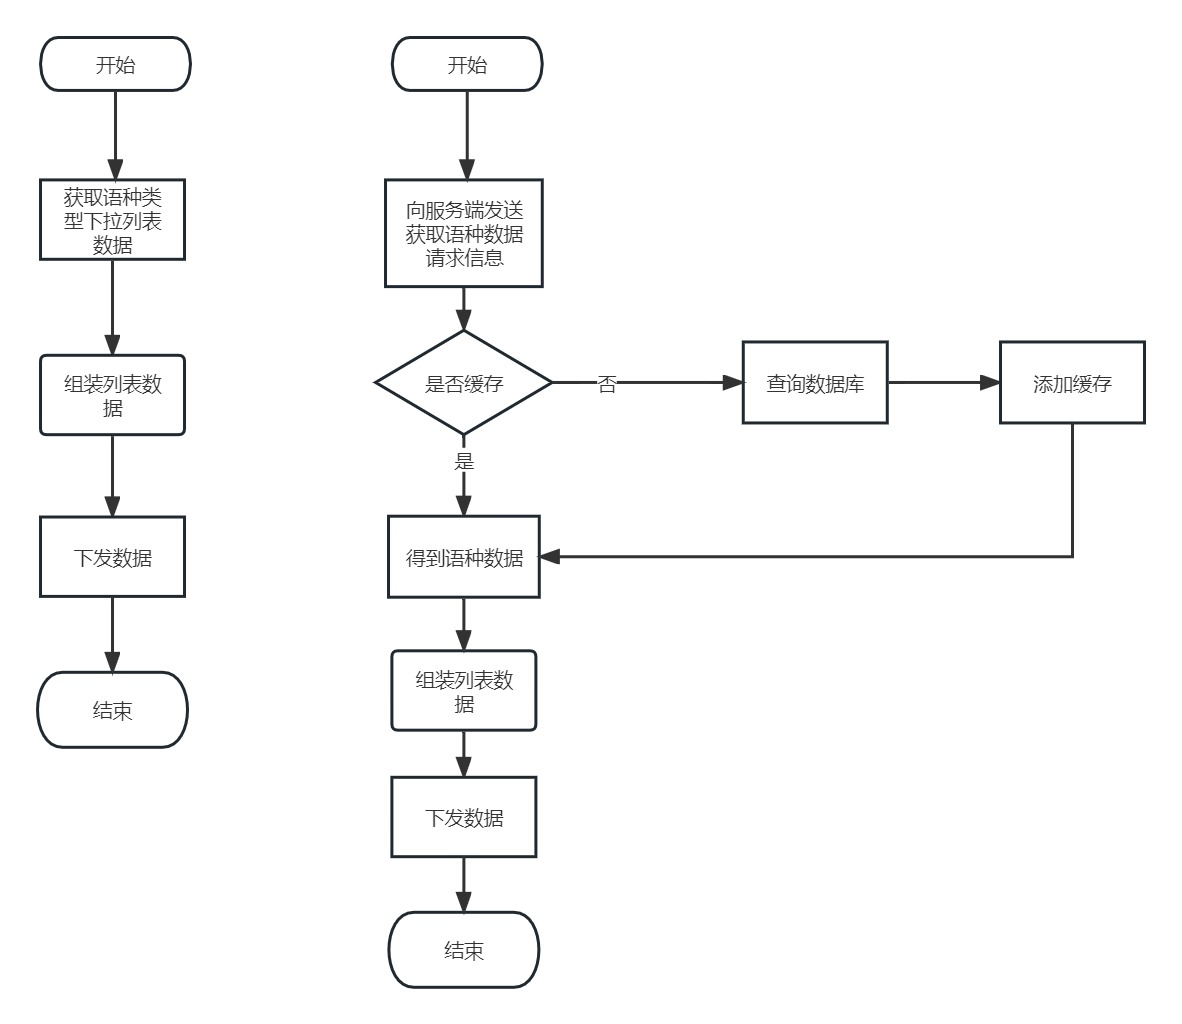 开始
获取语种类
型下拉列表
数据
组装列表数
据
下发数据
结束
开始
向服务端发送
获取语种数据
请求信息
是否缓存
否
查询数据库
添加缓存
是
得到语种数据
组装列表数
据
下发数据
结束